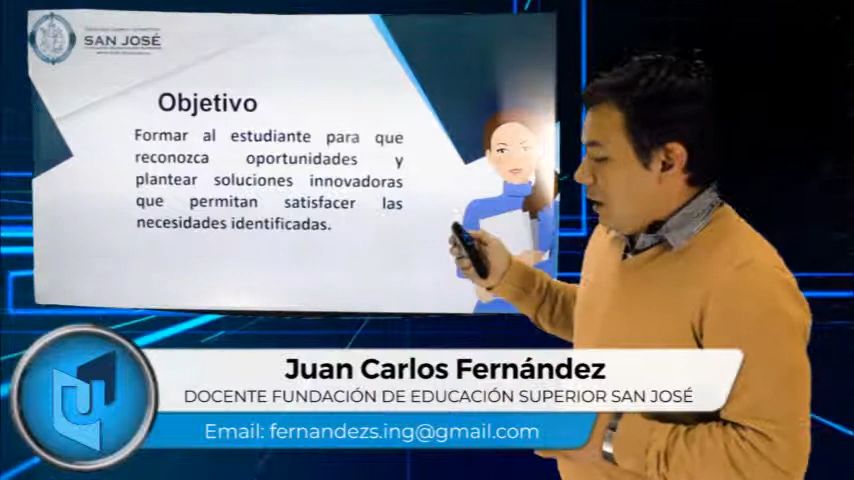 SAN JOSÉ
Objetivo
Formar al estudiante para que
reconozca oportunidades y
plantear soluciones innovadoras
que permitan satisfacer las
necesidades identificadas.
Juan Carlos Fernández
DOCENTE FUNDACIÓN DE EDUCACIÓN SUPERIOR SAN JOSÉ
Email: fernandezs.ing@gmail.com